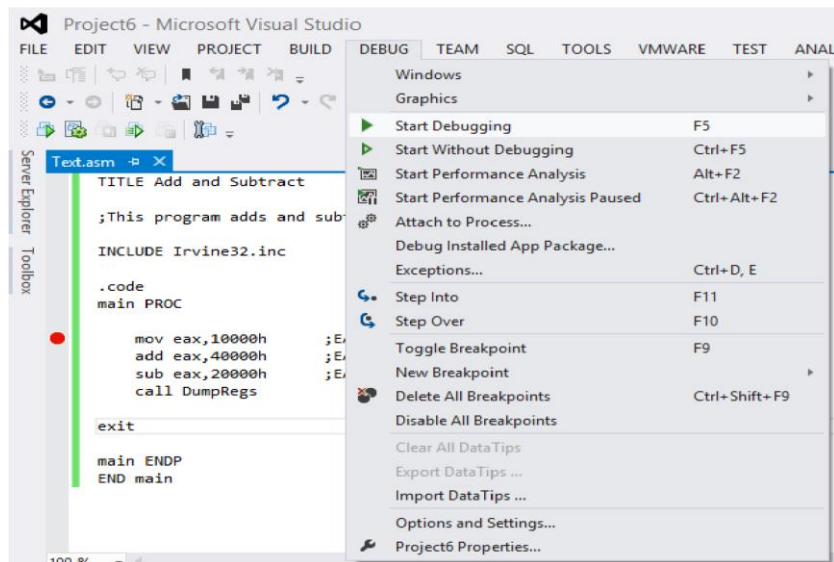 Project6 - Microsoft Visual Studio
FILE EDIT VIEW PROJECT BUILD DEBUG TEAM SQL TOOLS VMWARE TEST ANAL
Windows
Graphics
Start Debugging F5
Start Without Debugging Ctrl+F5
Start Performance Analysis Alt+F2
Start Performance Analysis Paused Ctrl+Alt+F2
Attach to Process...
Debug Installed App Package...
Exceptions... Ctrl+D, E
Step Into F11
Step Over F10
Toggle Breakpoint F9
New Breakpoint
Delete All Breakpoints Ctrl+Shift+F9
Disable All Breakpoints
Clear All DataTips
Export DataTips ...
Import DataTips ...
Options and Settings...
Project6 Properties...
Server Explorer
Toolbox
Text.asm
TITLE Add and Subtract
;This program adds and sub
INCLUDE Irvine32.inc
.code
main PROC
mov eax,10000h ;EA
add eax,40000h ;EA
sub eax,20000h ;EA
call DumpRegs
exit
main ENDP
END main
100 %